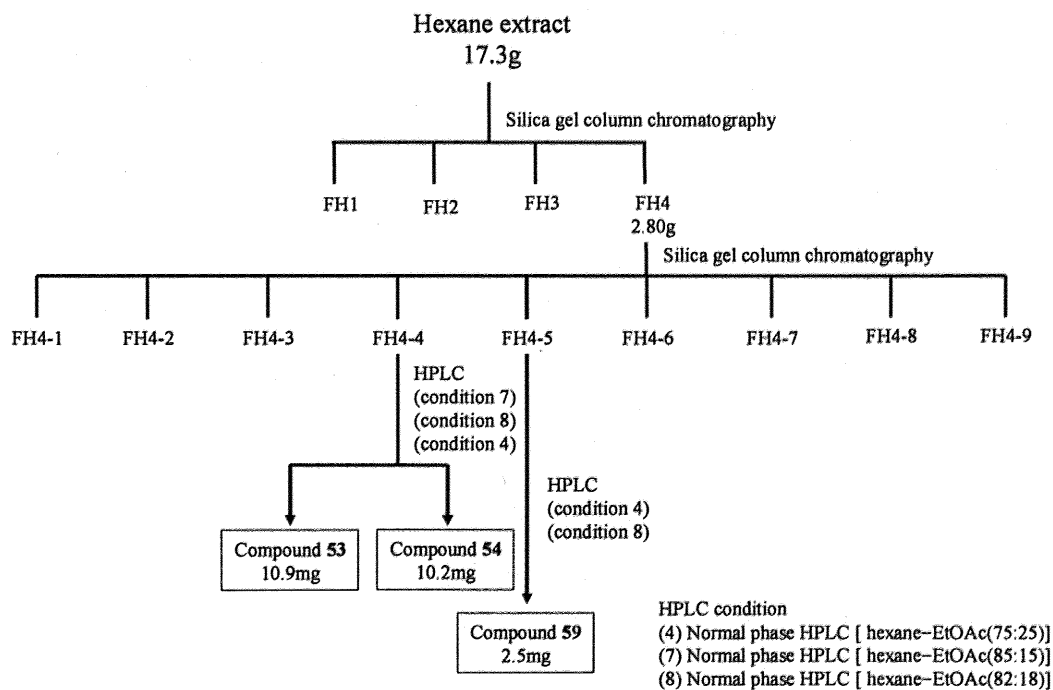 Hexane extract
17.3g
Silica gel column chromatography
FH1
FH2
FH3
FH4
2.80g
Silica gel column chromatography
FH4-1
FH4-2
FH4-3
FH4-4
FH4-5
FH4-6
FH4-7
FH4-8
FH4-9
HPLC
(condition 7)
(condition 8)
(condition 4)
HPLC
(condition 4)
(condition 8)
Compound 53
10.9mg
Compound 54
10.2mg
Compound 59
2.5mg
HPLC condition
(4) Normal phase HPLC [ hexane−EtOAc(75:25)]
(7) Normal phase HPLC [ hexane−EtOAc(85:15)]
(8) Normal phase HPLC [ hexane−EtOAc(82:18)]